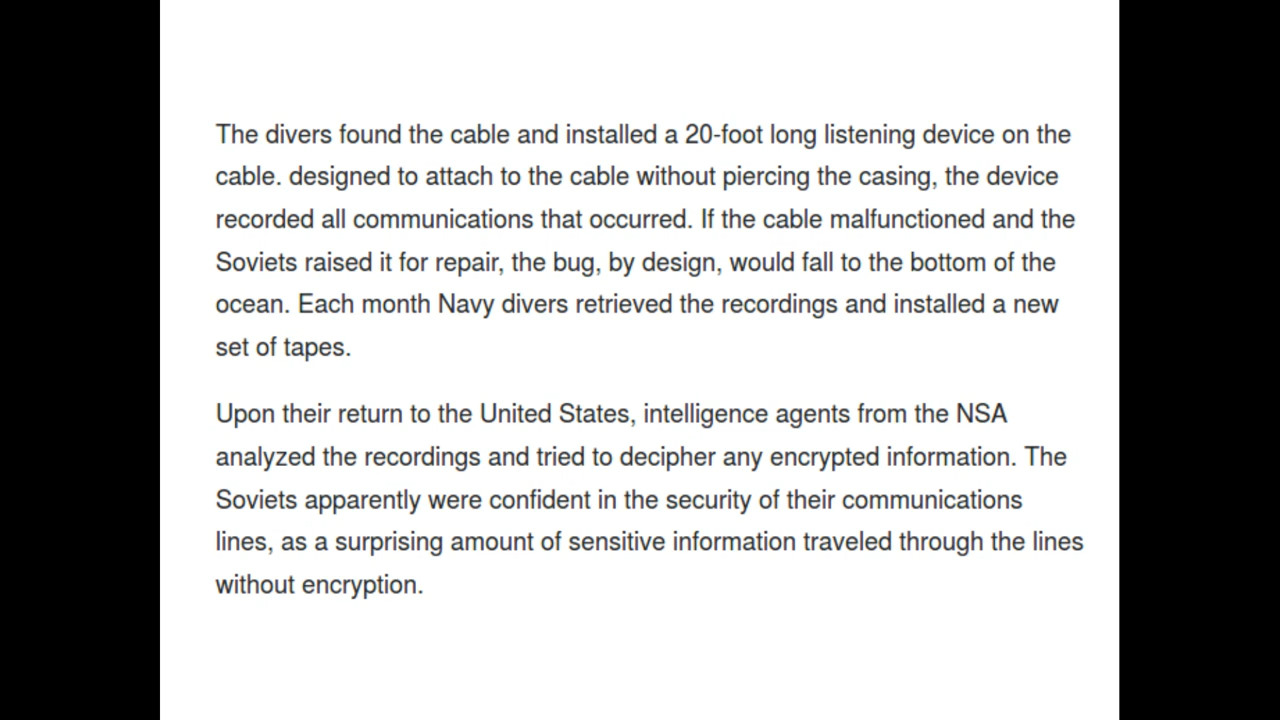 The divers found the cable and installed a 20-foot long listening device on the
cable. designed to attach to the cable without piercing the casing, the device
recorded all communications that occurred. If the cable malfunctioned and the
Soviets raised it for repair, the bug, by design, would fall to the bottom of the
ocean. Each month Navy divers retrieved the recordings and installed a new
set of tapes.
Upon their return to the United States, intelligence agents from the NSA
analyzed the recordings and tried to decipher any encrypted information. The
Soviets apparently were confident in the security of their communications
lines, as a surprising amount of sensitive information traveled through the lines
without encryption.